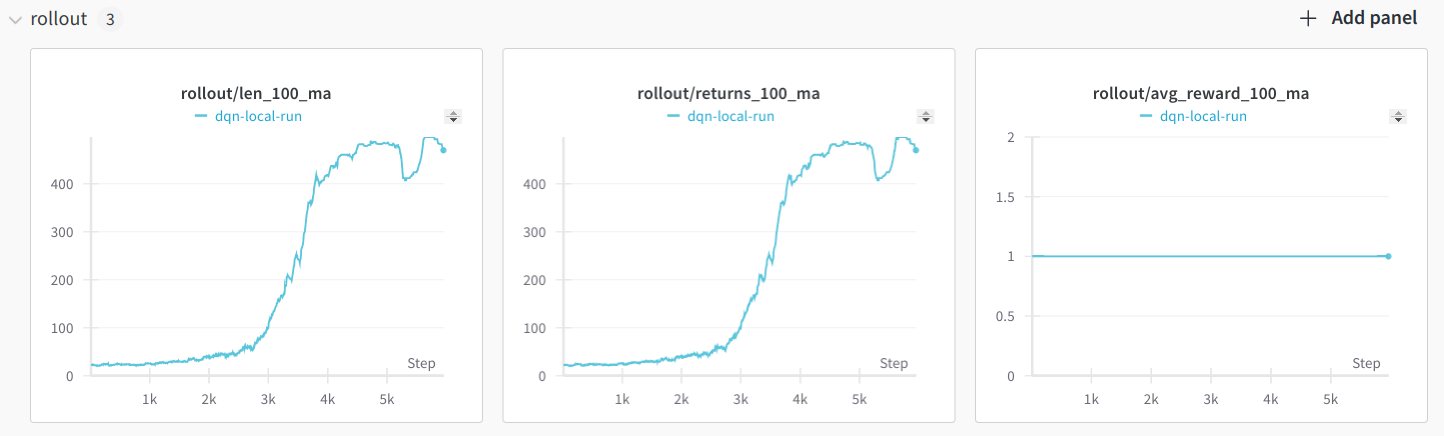 rollout 3
+ Add panel
rollout/len_100_ma
dqn-local-run
400
300
200
100
0
Step
1k 2k 3k 4k 5k
rollout/returns_100_ma
dqn-local-run
400
300
200
100
0
Step
1k 2k 3k 4k 5k
rollout/avg_reward_100_ma
dqn-local-run
2
1.5
1
0.5
0
Step
1k 2k 3k 4k 5k